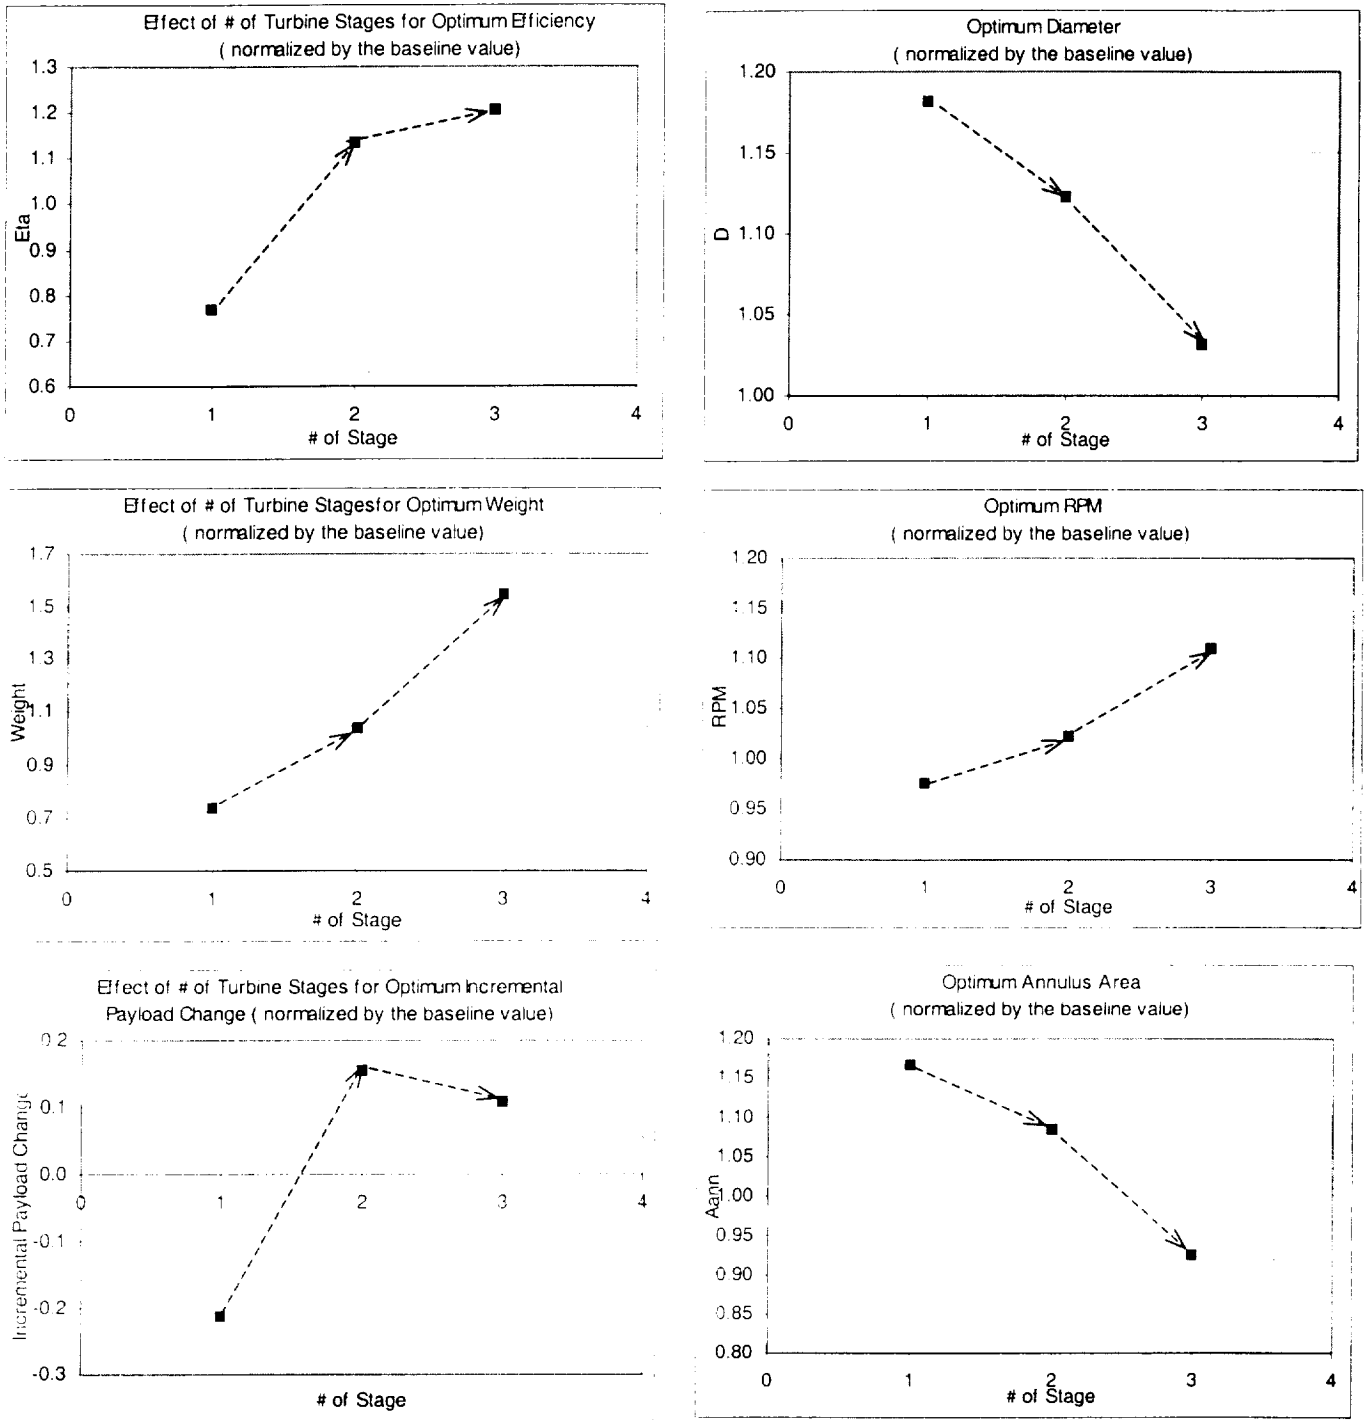 Effect of # of Turbine Stages for Optimum Efficiency
( normalized by the baseline value)
1.3
1.2
1.1
1.0
0.9
0.8
0.7
0.6
Eta
0 1 2 3 4
# of Stage
Optimum Diameter
( normalized by the baseline value)
1.20
1.15
1.10
1.05
1.00
D
0 1 2 3 4
# of Stage
Effect of # of Turbine Stagesfor Optimum Weight
( normalized by the baseline value)
1.7
1.5
1.3
1.1
0.9
0.7
0.5
Weight
0 1 2 3 4
# of Stage
Optimum RPM
( normalized by the baseline value)
1.20
1.15
1.10
1.05
1.00
0.95
0.90
RPM
0 1 2 3 4
# of Stage
Effect of # of Turbine Stages for Optimum Incremental
Payload Change ( normalized by the baseline value)
0.2
0.1
0.0
-0.1
-0.2
-0.3
Incremental Payload Change
0 1 2 3 4
# of Stage
Optimum Annulus Area
( normalized by the baseline value)
1.20
1.15
1.10
1.05
1.00
0.95
0.90
0.85
0.80
Aann
0 1 2 3 4
# of Stage